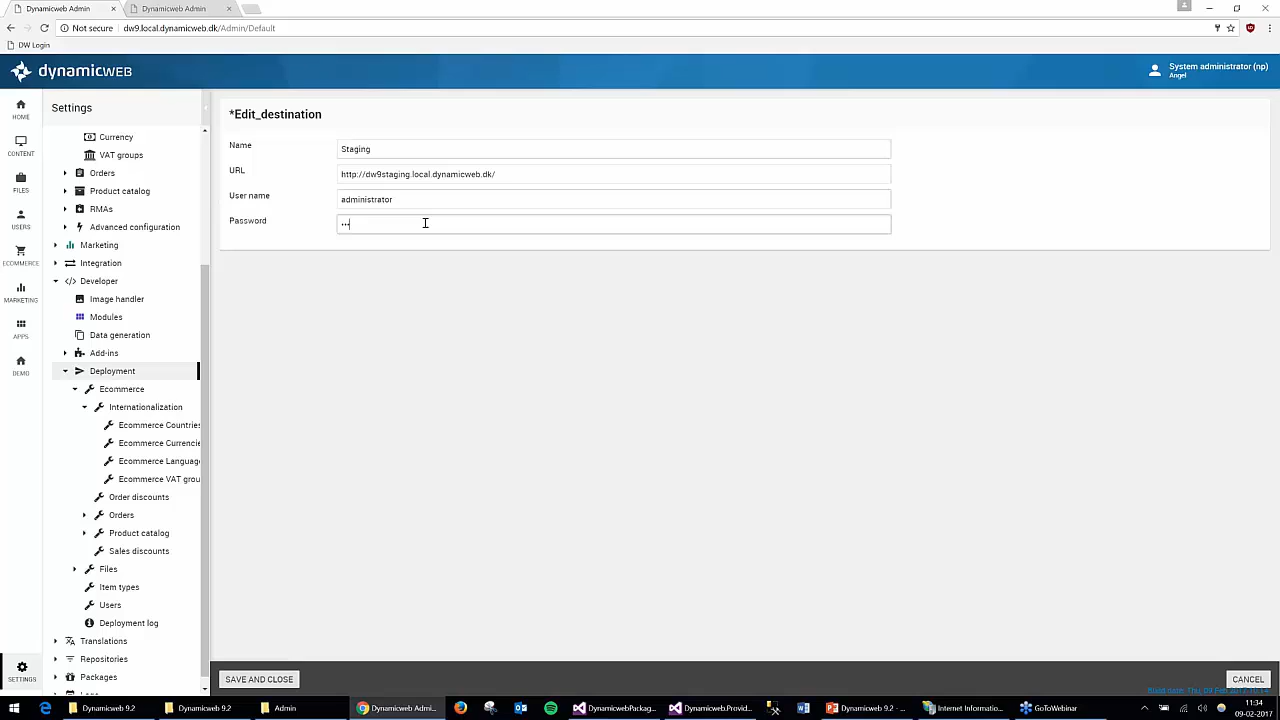 Dynamicweb Admin
Dynamicweb Admin
Not secure
dw9.local.dynamicweb.dk/Admin/Default
DW Login
dynamicweb
System administrator (np)
Angel
HOME
CONTENT
FILES
USERS
ECOMMERCE
MARKETING
APPS
DEMO
SETTINGS
Settings
Currency
VAT groups
Orders
Product catalog
RMAs
Advanced configuration
Marketing
Integration
Developer
Image handler
Modules
Data generation
Add-ins
Deployment
Ecommerce
Internationalization
Ecommerce Countries
Ecommerce Currencie
Ecommerce Language
Ecommerce VAT grou
Order discounts
Orders
Product catalog
Sales discounts
Files
Item types
Users
Deployment log
Translations
Repositories
Packages
*Edit_destination
Name
Staging
URL
http://dw9staging.local.dynamicweb.dk/
User name
administrator
Password
•••
SAVE AND CLOSE
CANCEL
Dynamicweb 9.2
Dynamicweb 9.2
Admin
Dynamicweb Admi...
DynamicwebPackag...
Dynamicweb.Provid...
Dynamicweb 9.2 - ...
Internet Informatio...
GoToWebinar
11:34
09-02-2017